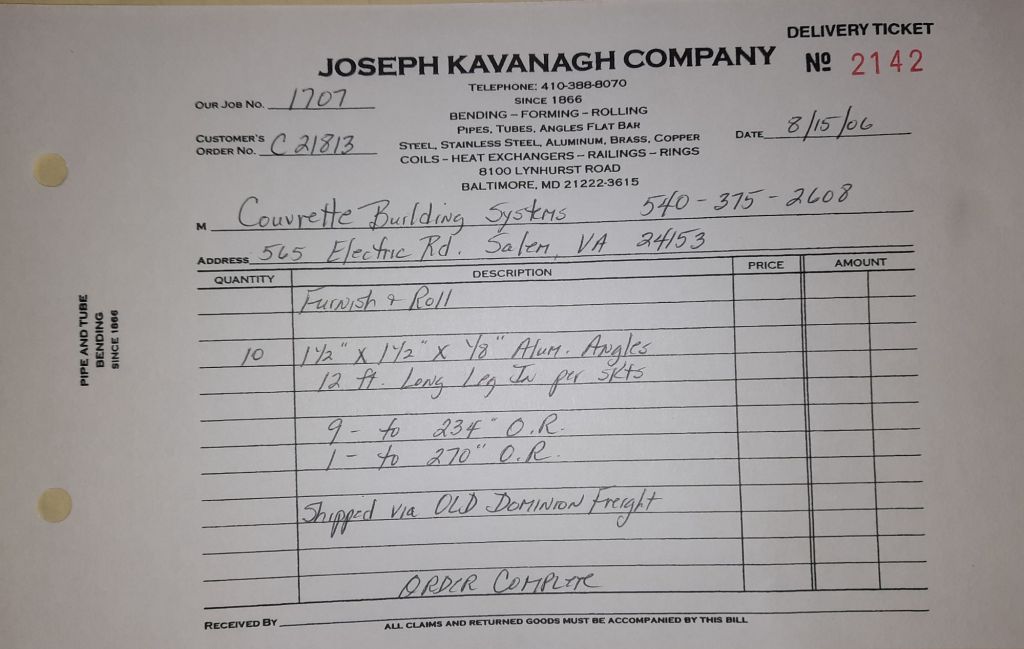 DELIVERY TICKET
JOSEPH KAVANAGH COMPANY
Nº 2142
TELEPHONE: 410-388-8070
SINCE 1866
BENDING – FORMING – ROLLING
PIPES, TUBES, ANGLES FLAT BAR
STEEL, STAINLESS STEEL, ALUMINUM, BRASS, COPPER
COILS – HEAT EXCHANGERS – RAILINGS – RINGS
8100 LYNHURST ROAD
BALTIMORE, MD 21222-3615
OUR JOB NO. 1707
CUSTOMER'S
ORDER NO. C 21813
DATE 8/15/06
M Couvrette Building Systems 540-375-2608
ADDRESS 565 Electric Rd. Salem, VA 24153
QUANTITY DESCRIPTION PRICE AMOUNT
Furnish & Roll
10 1 1/2" X 1 1/2" X 1/8" Alum. Angles
12 ft. Long Leg In per SKTS
9 - to 234" O.R.
1 - to 270" O.R.
Shipped via OLD DOMINION Freight
ORDER COMPLETE
RECEIVED BY
ALL CLAIMS AND RETURNED GOODS MUST BE ACCOMPANIED BY THIS BILL
PIPE AND TUBE
BENDING
SINCE 1866